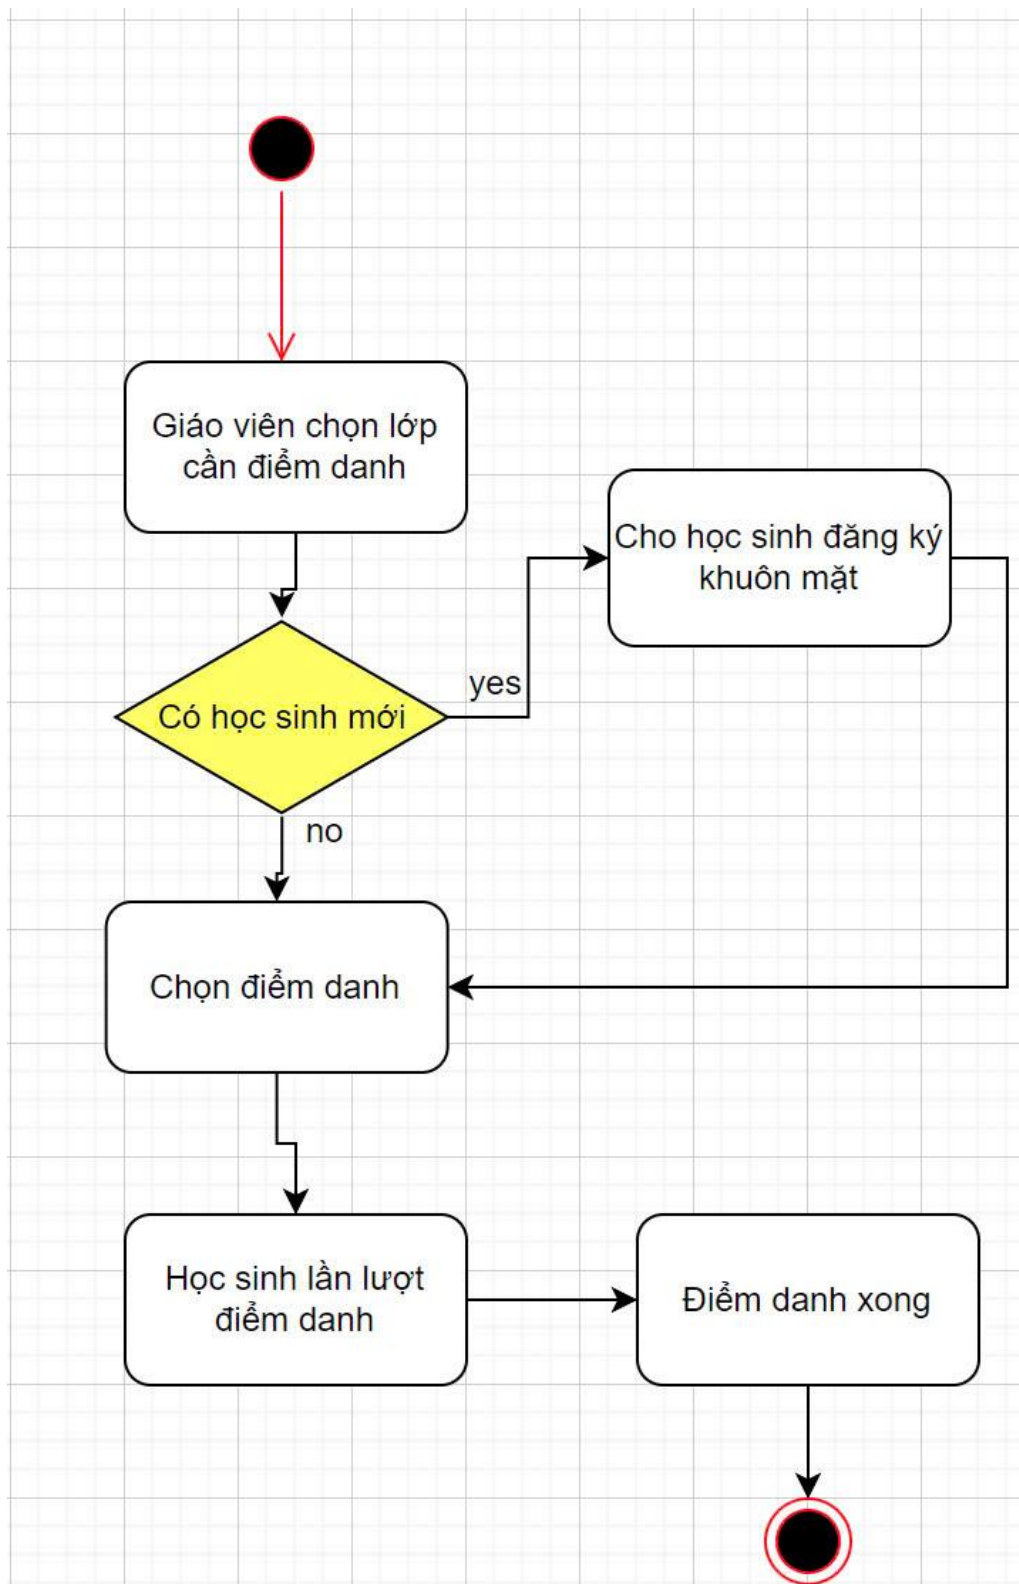 Giáo viên chọn lớp
cần điểm danh
Cho học sinh đăng ký
khuôn mặt
yes
Có học sinh mới
no
Chọn điểm danh
Học sinh lần lượt
điểm danh
Điểm danh xong